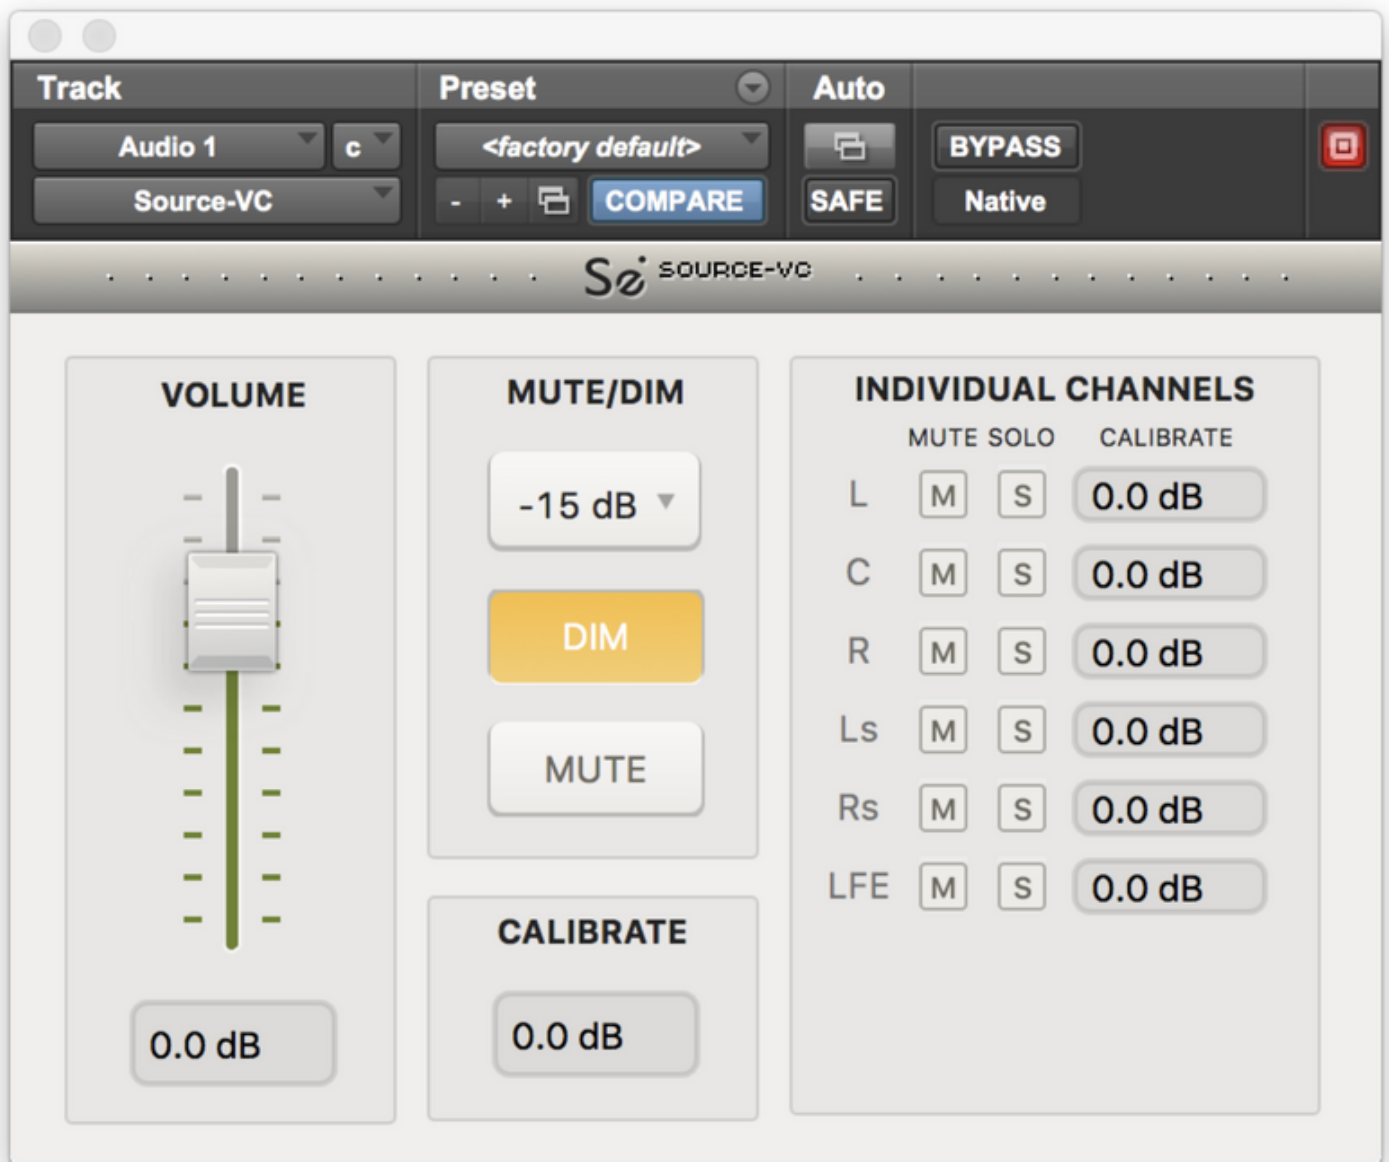 Track Preset Auto
Audio 1 c <factory default> BYPASS
Source-VC - + COMPARE SAFE Native
Se SOURCE-VC
VOLUME
0.0 dB
MUTE/DIM
-15 dB
DIM
MUTE
CALIBRATE
0.0 dB
INDIVIDUAL CHANNELS
MUTE SOLO CALIBRATE
L M S 0.0 dB
C M S 0.0 dB
R M S 0.0 dB
Ls M S 0.0 dB
Rs M S 0.0 dB
LFE M S 0.0 dB